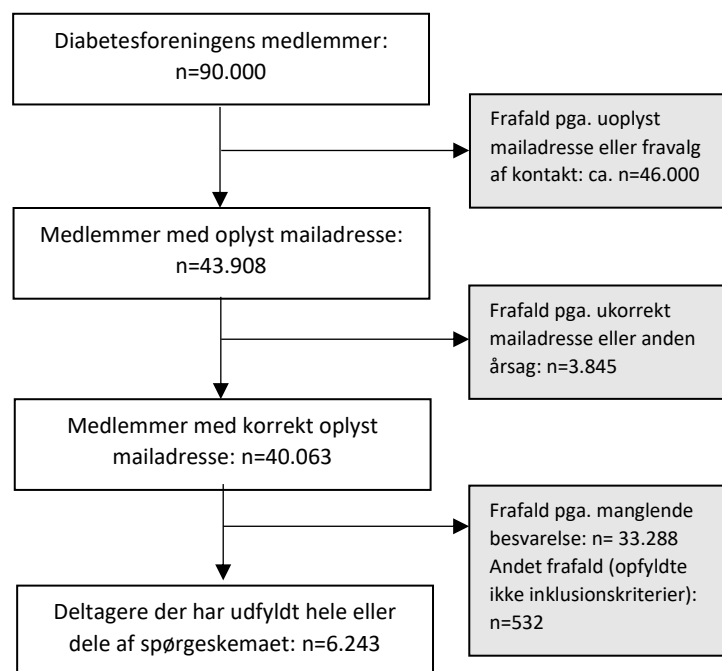 Diabetesforeningens medlemmer:
n=90.000
Frafald pga. uoplyst
mailadresse eller fravalg
af kontakt: ca. n=46.000
Medlemmer med oplyst mailadresse:
n=43.908
Frafald pga. ukorrekt
mailadresse eller anden
årsag: n=3.845
Medlemmer med korrekt oplyst
mailadresse: n=40.063
Frafald pga. manglende
besvarelse: n= 33.288
Andet frafald (opfyldte
ikke inklusionskriterier):
n=532
Deltagere der har udfyldt hele eller
dele af spørgeskemaet: n=6.243